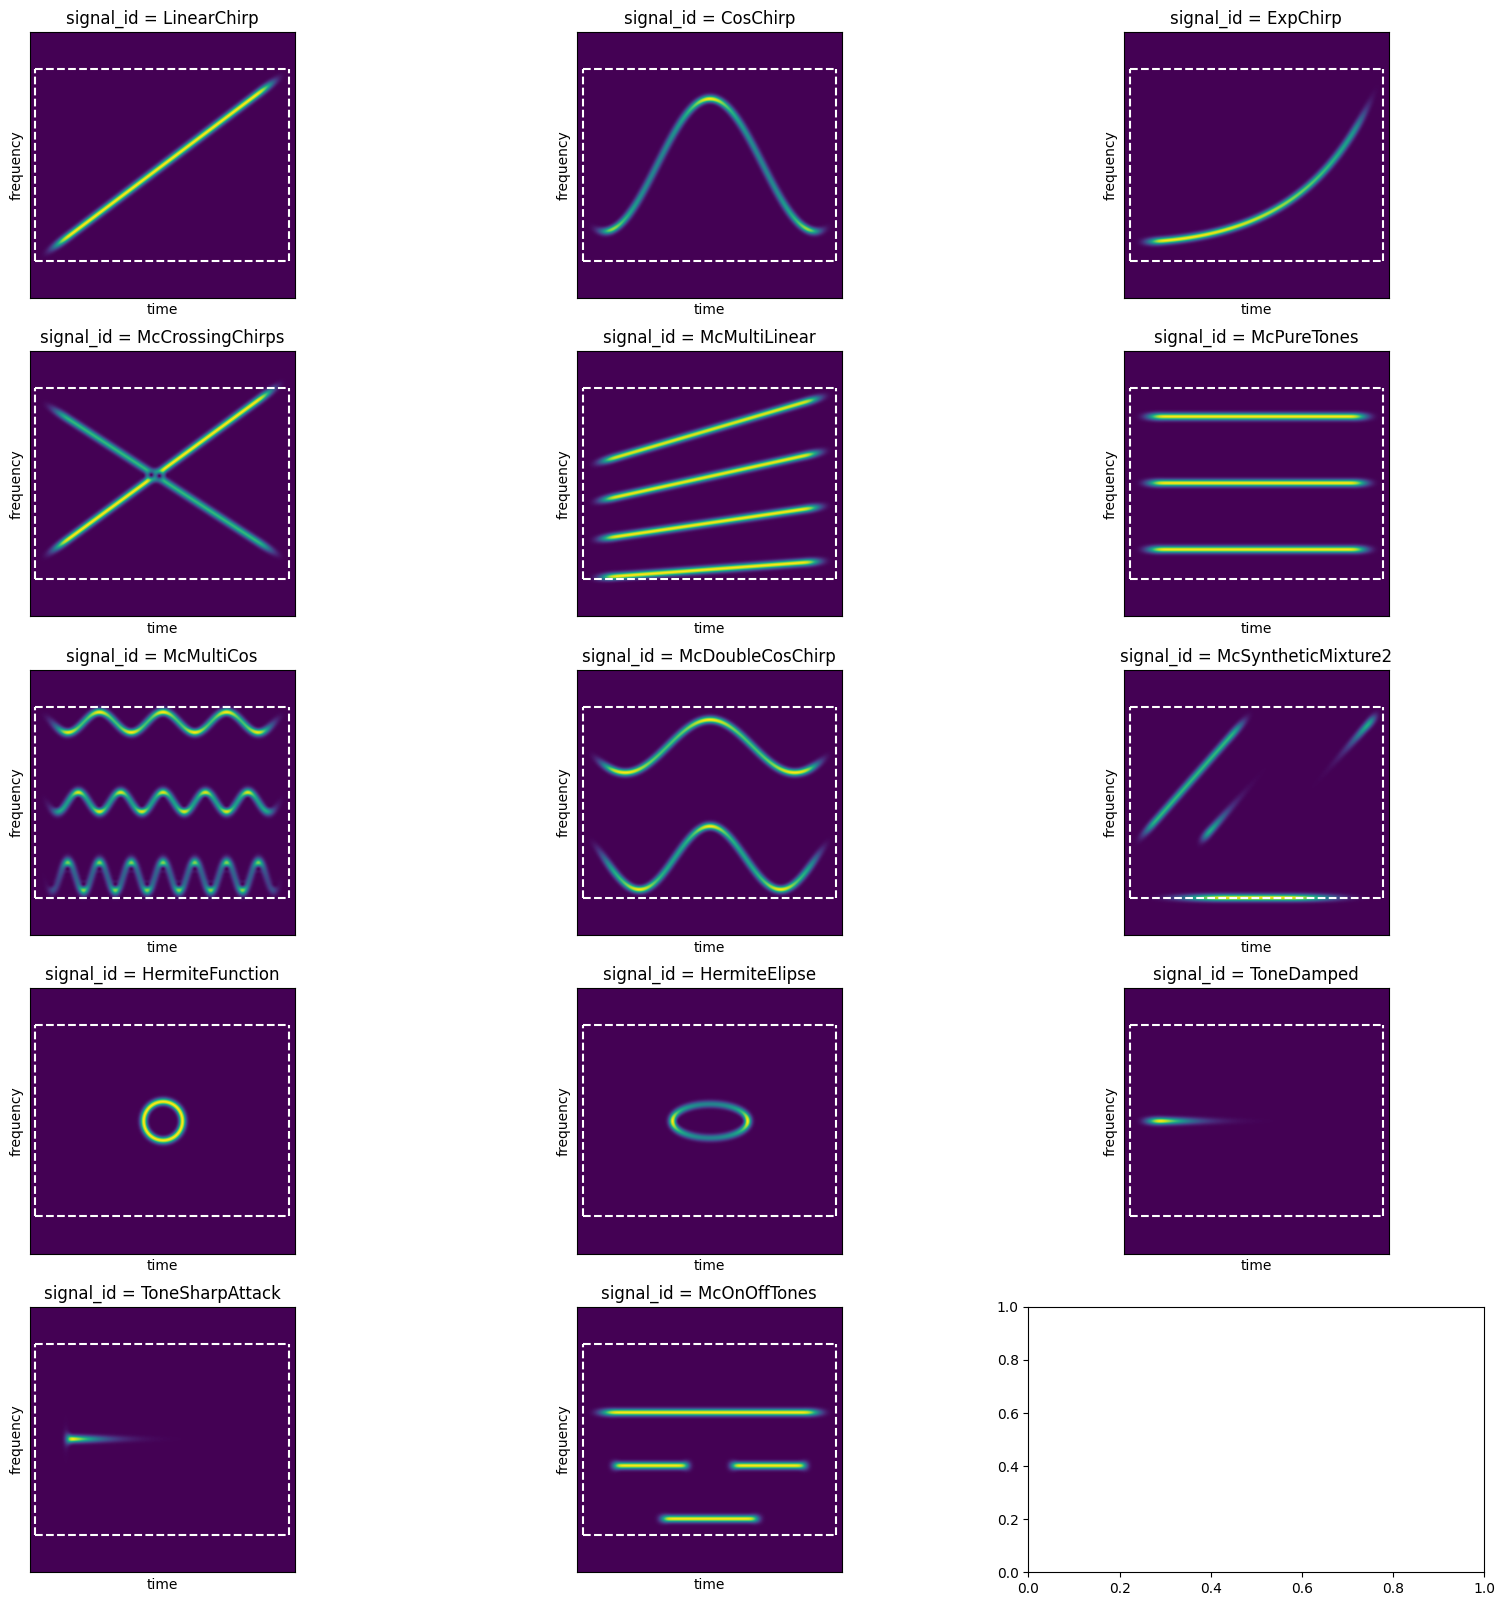 signal_id = LinearChirp
signal_id = CosChirp
signal_id = ExpChirp
frequency
frequency
frequency
time
time
time
signal_id = McCrossingChirps
signal_id = McMultiLinear
signal_id = McPureTones
frequency
frequency
frequency
time
time
time
signal_id = McMultiCos
signal_id = McDoubleCosChirp
signal_id = McSyntheticMixture2
frequency
frequency
frequency
time
time
time
signal_id = HermiteFunction
signal_id = HermiteElipse
signal_id = ToneDamped
frequency
frequency
frequency
time
time
time
signal_id = ToneSharpAttack
signal_id = McOnOffTones
frequency
frequency
time
time
1.0
0.8
0.6
0.4
0.2
0.0
0.0 0.2 0.4 0.6 0.8 1.0